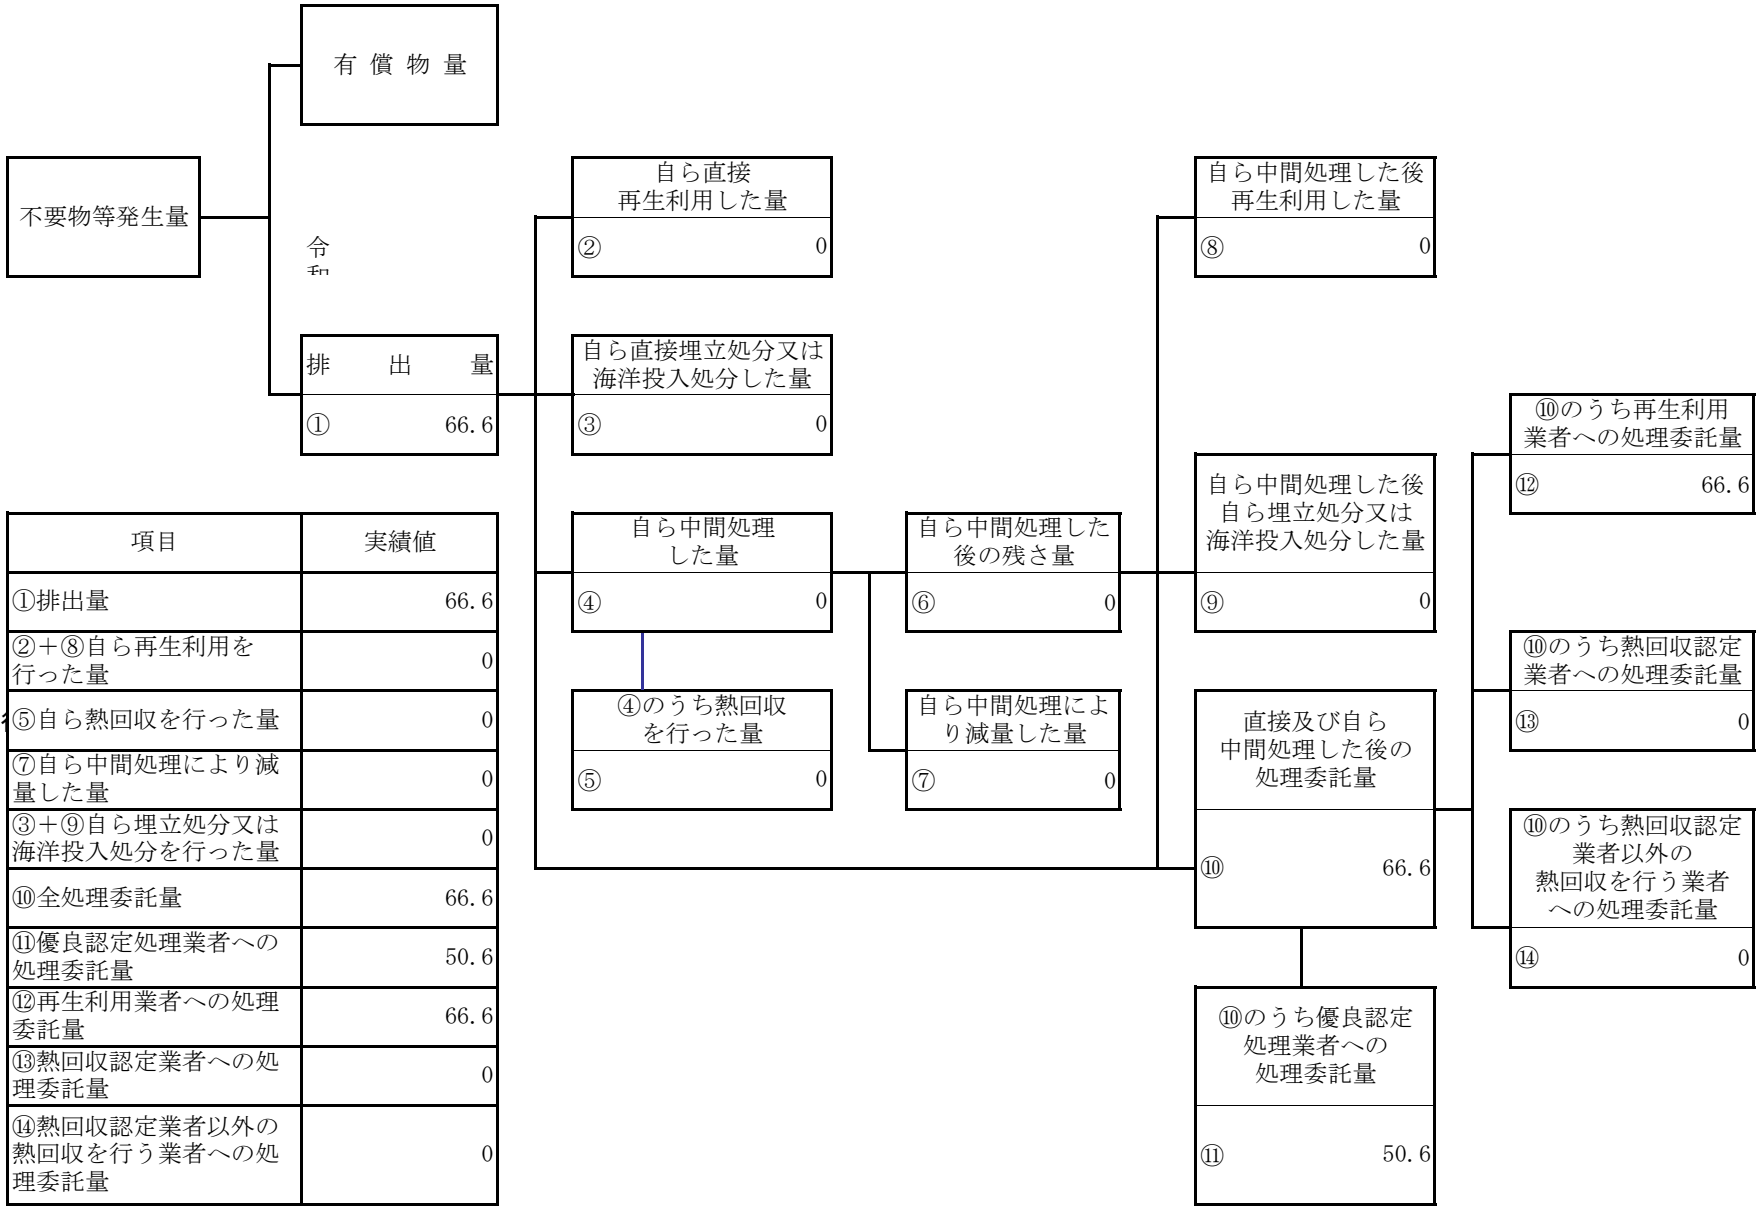 有 償 物 量
不要物等発生量
令
和
自ら直接
再生利用した量
② 0
自ら中間処理した後
再生利用した量
⑧ 0
排 出 量
① 66.6
自ら直接埋立処分又は
海洋投入処分した量
③ 0
⑩のうち再生利用
業者への処理委託量
⑫ 66.6
自ら中間処理した後
自ら埋立処分又は
海洋投入処分した量
⑨ 0
自ら中間処理
した量
④ 0
自ら中間処理した
後の残さ量
⑥ 0
⑩のうち熱回収認定
業者への処理委託量
⑬ 0
④のうち熱回収
を行った量
⑤ 0
自ら中間処理によ
り減量した量
⑦ 0
直接及び自ら
中間処理した後の
処理委託量
⑩ 66.6
⑩のうち熱回収認定
業者以外の
熱回収を行う業者
への処理委託量
⑭ 0
⑩のうち優良認定
処理業者への
処理委託量
⑪ 50.6
項目 実績値
①排出量 66.6
②＋⑧自ら再生利用を
行った量 0
⑤自ら熱回収を行った量 0
⑦自ら中間処理により減
量した量 0
③＋⑨自ら埋立処分又は
海洋投入処分を行った量 0
⑩全処理委託量 66.6
⑪優良認定処理業者への
処理委託量 50.6
⑫再生利用業者への処理
委託量 66.6
⑬熱回収認定業者への処
理委託量 0
⑭熱回収認定業者以外の
熱回収を行う業者への処
理委託量 0